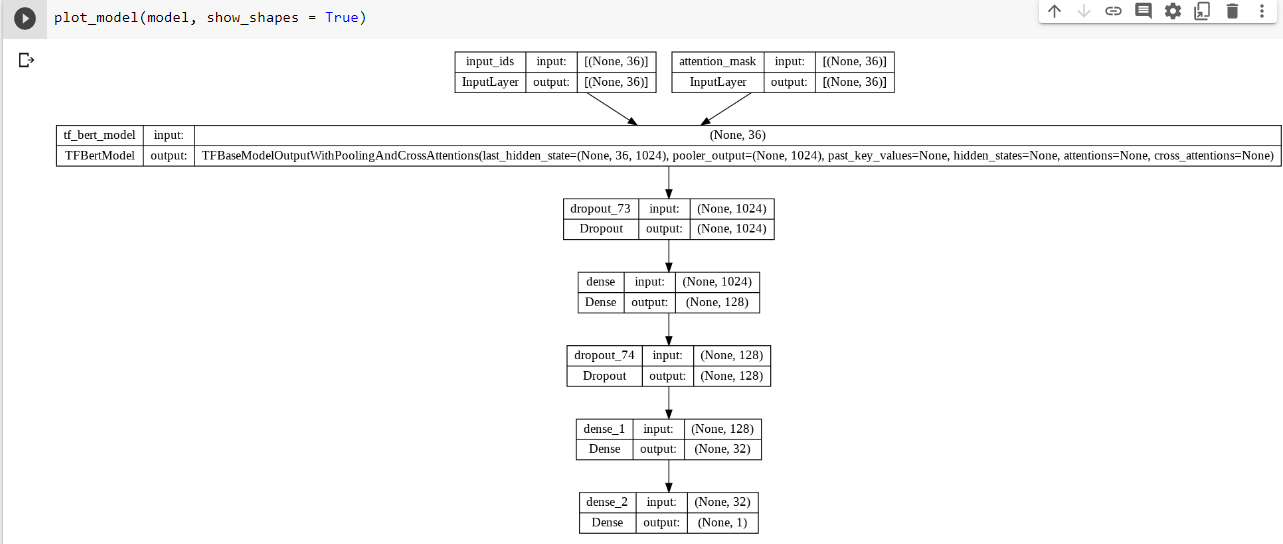 plot_model(model, show_shapes = True)
input_ids input: [(None, 36)]
InputLayer output: [(None, 36)]
attention_mask input: [(None, 36)]
InputLayer output: [(None, 36)]
tf_bert_model input: (None, 36)
TFBertModel output: TFBaseModelOutputWithPoolingAndCrossAttentions(last_hidden_state=(None, 36, 1024), pooler_output=(None, 1024), past_key_values=None, hidden_states=None, attentions=None, cross_attentions=None)
dropout_73 input: (None, 1024)
Dropout output: (None, 1024)
dense input: (None, 1024)
Dense output: (None, 128)
dropout_74 input: (None, 128)
Dropout output: (None, 128)
dense_1 input: (None, 128)
Dense output: (None, 32)
dense_2 input: (None, 32)
Dense output: (None, 1)